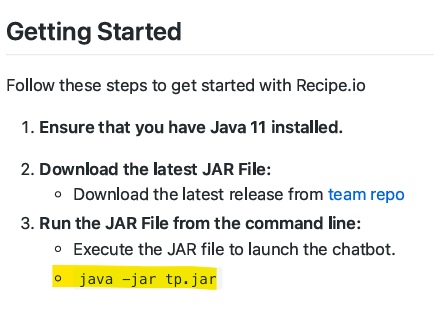 Getting Started
Follow these steps to get started with Recipe.io
1. Ensure that you have Java 11 installed.
2. Download the latest JAR File:
Download the latest release from team repo
3. Run the JAR File from the command line:
Execute the JAR file to launch the chatbot.
java -jar tp.jar